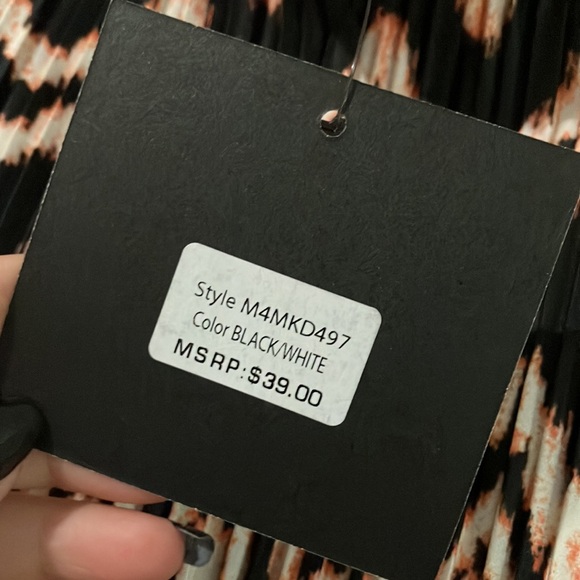 Style M4MKD497
Color BLACK/WHITE
MSRP:$39.00